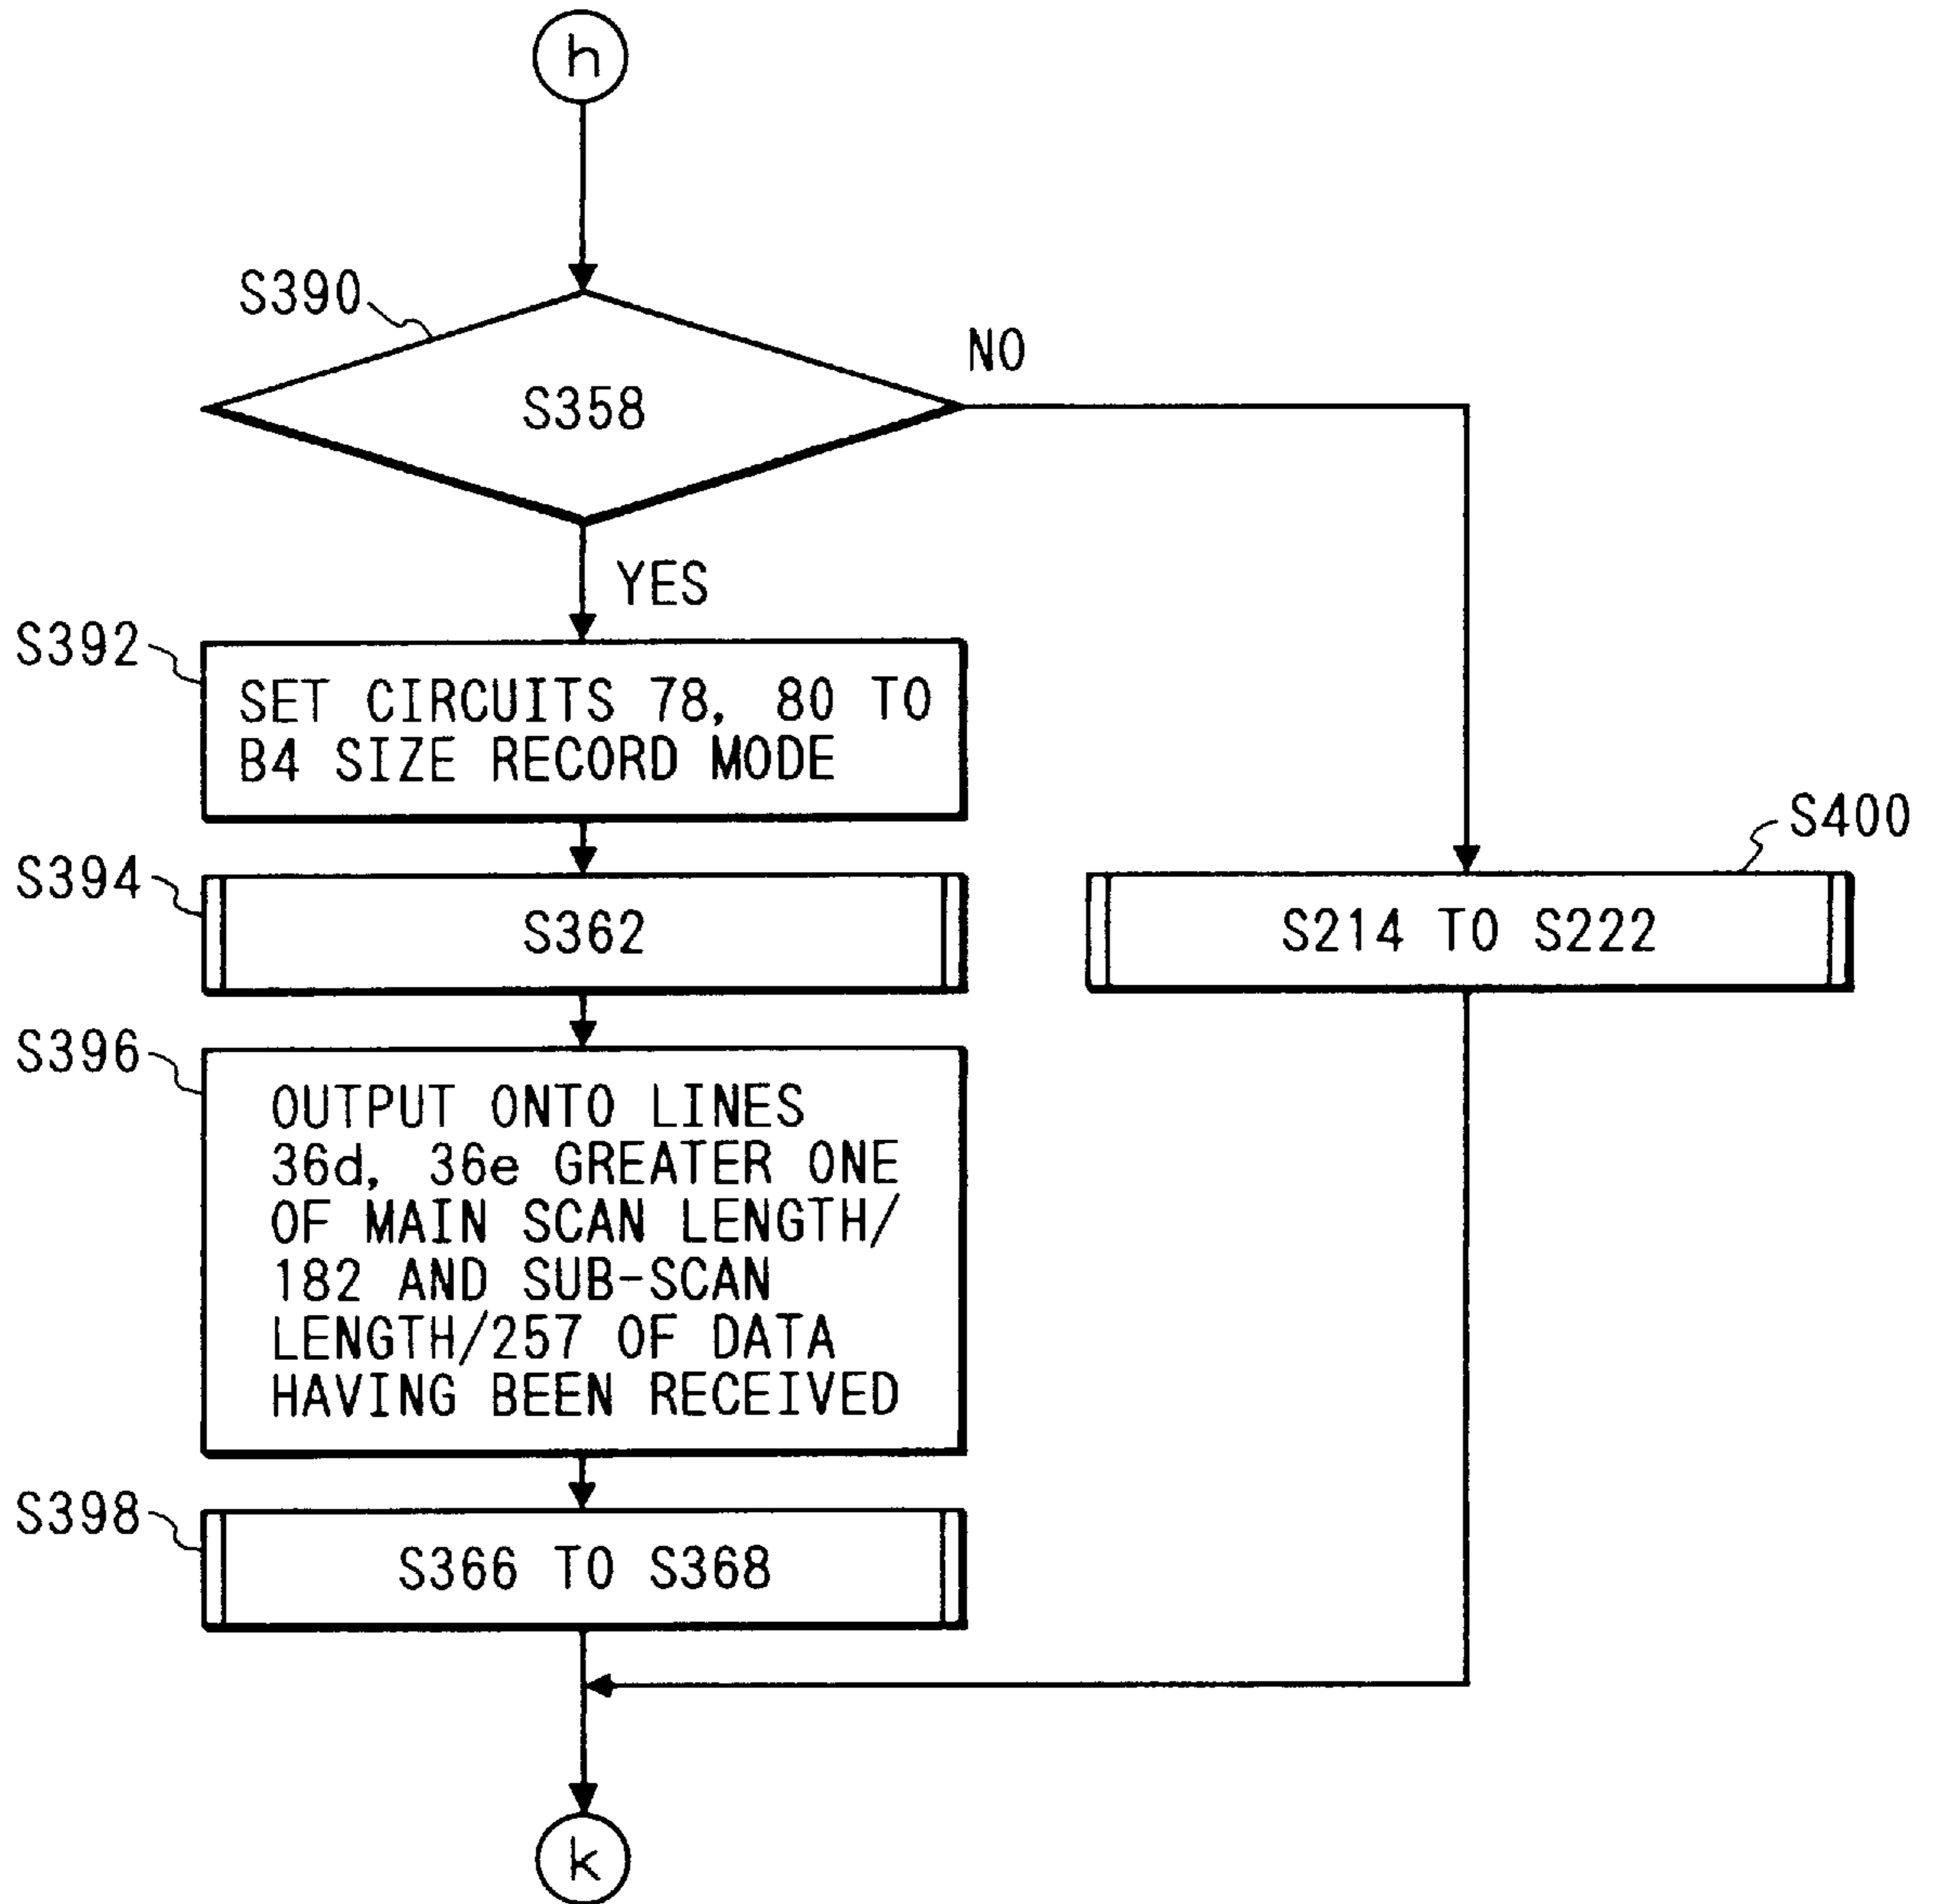 h
S390
S358
NO
YES
S392
SET CIRCUITS 78, 80 TO
B4 SIZE RECORD MODE
S394
S362
S400
S214 TO S222
S396
OUTPUT ONTO LINES
36d, 36e GREATER ONE
OF MAIN SCAN LENGTH/
182 AND SUB-SCAN
LENGTH/257 OF DATA
HAVING BEEN RECEIVED
S398
S366 TO S368
k